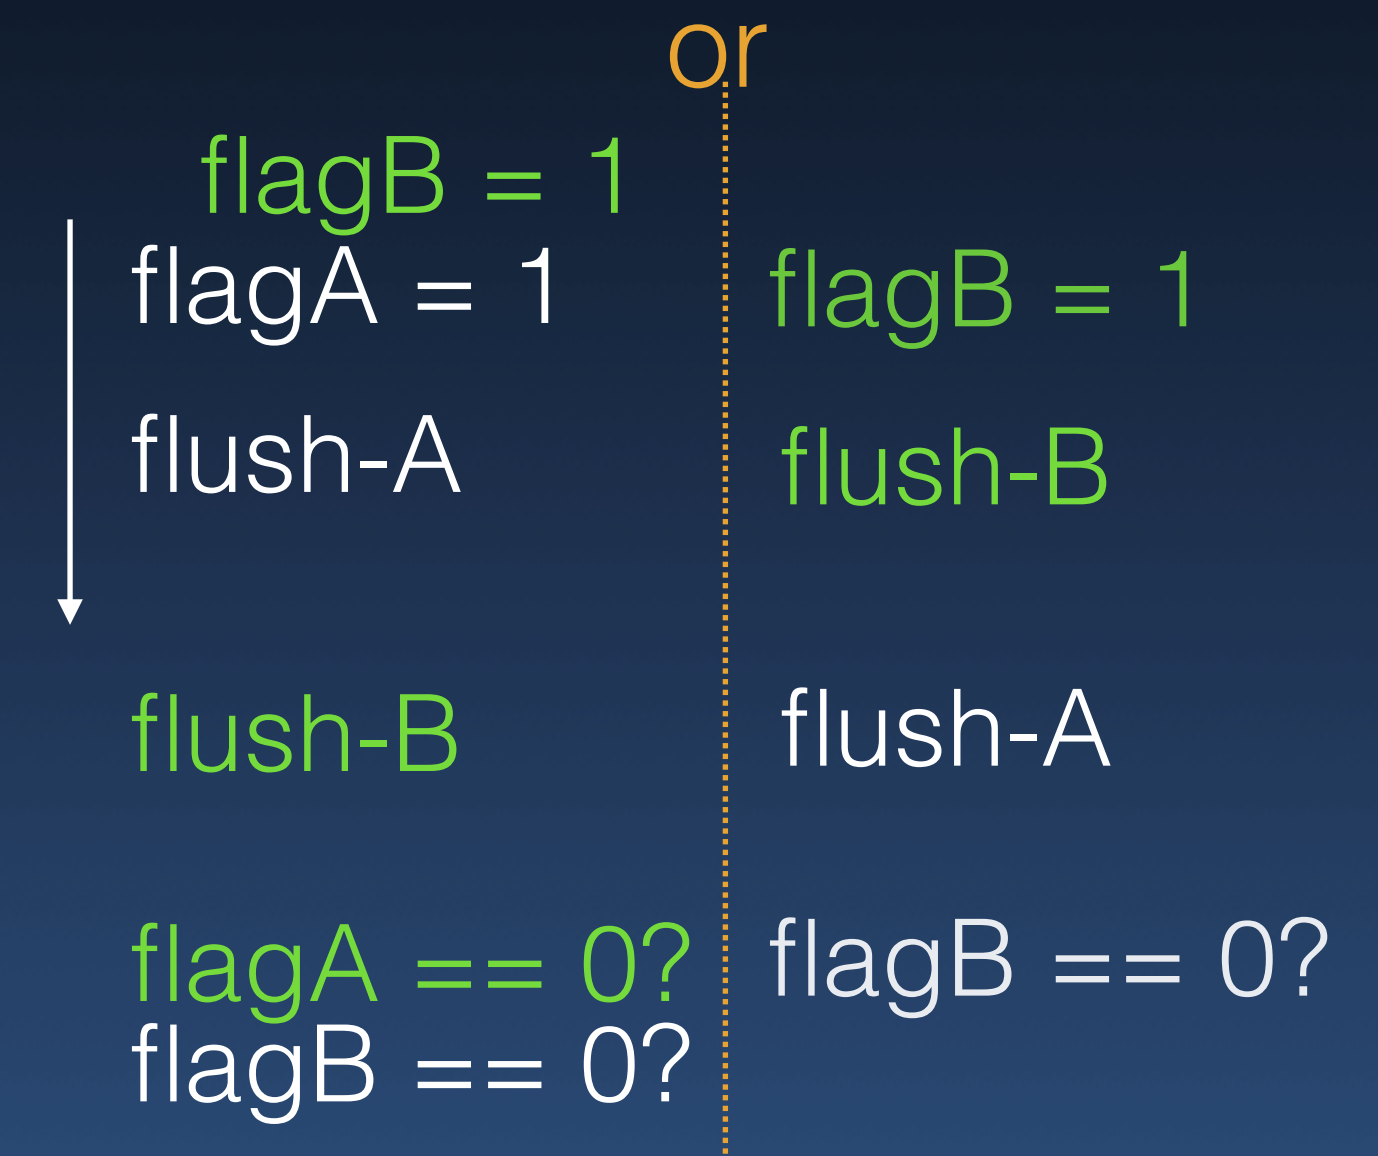 or
flagB = 1
flagA = 1
flush-A
flush-B
flagA == 0?
flagB == 0?
flagB = 1
flush-B
flush-A
flagB == 0?